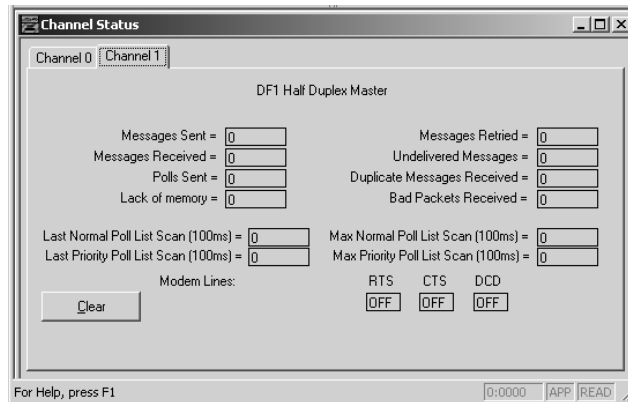 Channel Status
Channel 0 Channel 1
DF1 Half Duplex Master
Messages Sent = 0 Messages Retried = 0
Messages Received = 0 Undelivered Messages = 0
Polls Sent = 0 Duplicate Messages Received = 0
Lack of memory = 0 Bad Packets Received = 0
Last Normal Poll List Scan (100ms) = 0 Max Normal Poll List Scan (100ms) = 0
Last Priority Poll List Scan (100ms) = 0 Max Priority Poll List Scan (100ms) = 0
Modem Lines: RTS CTS DCD
Clear OFF OFF OFF
For Help, press F1 0:0000 APP READ